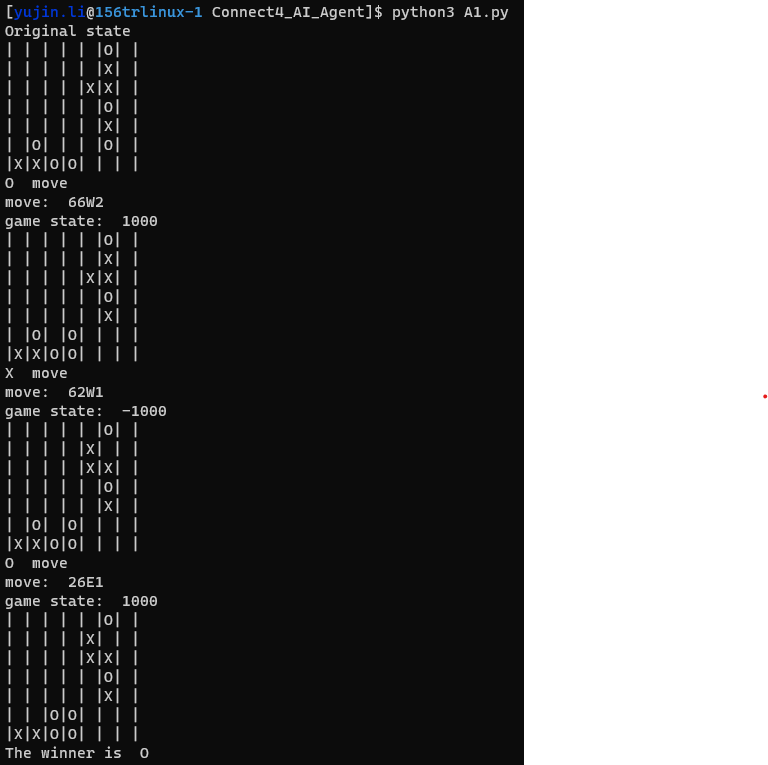 [yujin.li@156trlinux-1 Connect4_AI_Agent]$ python3 A1.py
Original state
| | | | | |O| |
| | | | | |X| |
| | | | |X|X| |
| | | | | |O| |
| | | | | |X| |
| |O| | | |O| |
|X|X|O|O| | | |
O  move
move:  66W2
game state:  1000
| | | | | |O| |
| | | | | |X| |
| | | | |X|X| |
| | | | | |O| |
| | | | | |X| |
| |O| |O| | | |
|X|X|O|O| | | |
X  move
move:  62W1
game state:  -1000
| | | | | |O| |
| | | | |X| | |
| | | | |X|X| |
| | | | | |O| |
| | | | | |X| |
| |O| |O| | | |
|X|X|O|O| | | |
O  move
move:  26E1
game state:  1000
| | | | | |O| |
| | | | |X| | |
| | | | |X|X| |
| | | | | |O| |
| | | | | |X| |
| | |O|O| | | |
|X|X|O|O| | | |
The winner is  O